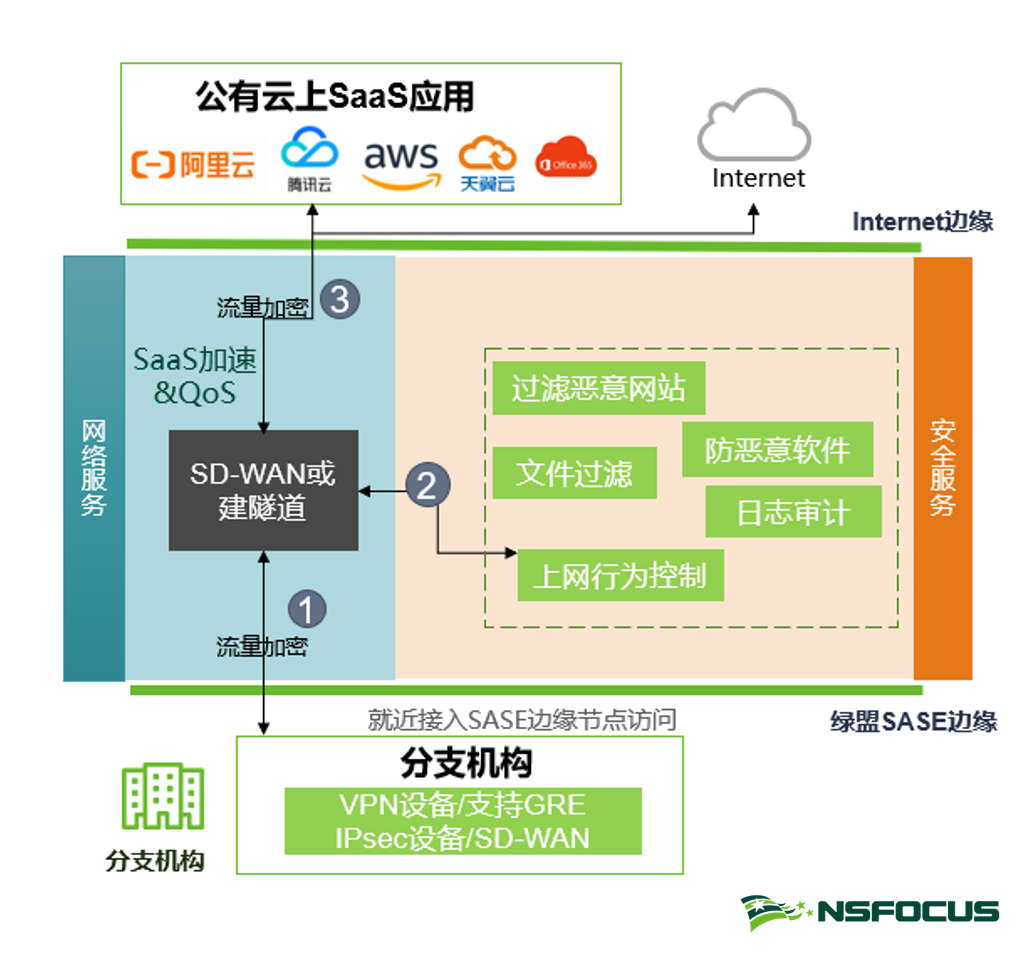 公有云上SaaS应用
阿里云
腾讯云
aws
天翼云
Office 365
Internet
Internet边缘
网络服务
流量加密
3
SaaS加速
&QoS
SD-WAN或
建隧道
2
1
流量加密
过滤恶意网站
防恶意软件
文件过滤
日志审计
上网行为控制
安全服务
就近接入SASE边缘节点访问
绿盟SASE边缘
分支机构
VPN设备/支持GRE
IPsec设备/SD-WAN
分支机构
NSFOCUS